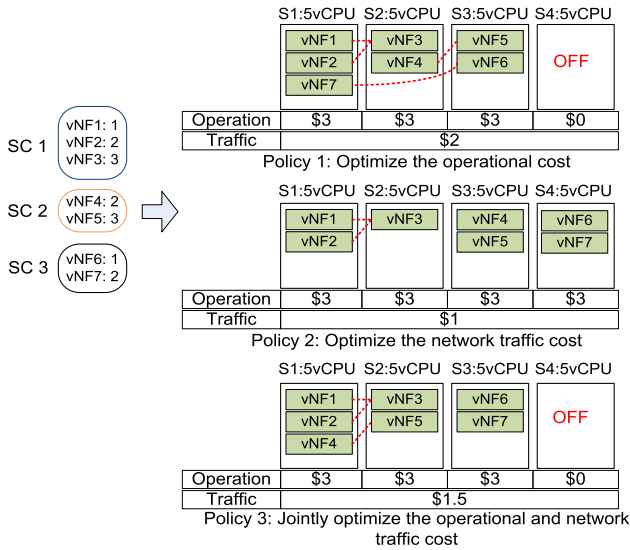 SC 1
vNF1: 1
vNF2: 2
vNF3: 3
SC 2
vNF4: 2
vNF5: 3
SC 3
vNF6: 1
vNF7: 2
S1:5vCPU S2:5vCPU S3:5vCPU S4:5vCPU
vNF1 vNF3 vNF5
vNF2 vNF4 vNF6 OFF
vNF7
Operation $3 $3 $3 $0
Traffic $2
Policy 1: Optimize the operational cost
S1:5vCPU S2:5vCPU S3:5vCPU S4:5vCPU
vNF1 vNF3 vNF4 vNF6
vNF2 vNF5 vNF7
Operation $3 $3 $3 $3
Traffic $1
Policy 2: Optimize the network traffic cost
S1:5vCPU S2:5vCPU S3:5vCPU S4:5vCPU
vNF1 vNF3 vNF6
vNF2 vNF5 vNF7 OFF
vNF4
Operation $3 $3 $3 $0
Traffic $1.5
Policy 3: Jointly optimize the operational and network
traffic cost